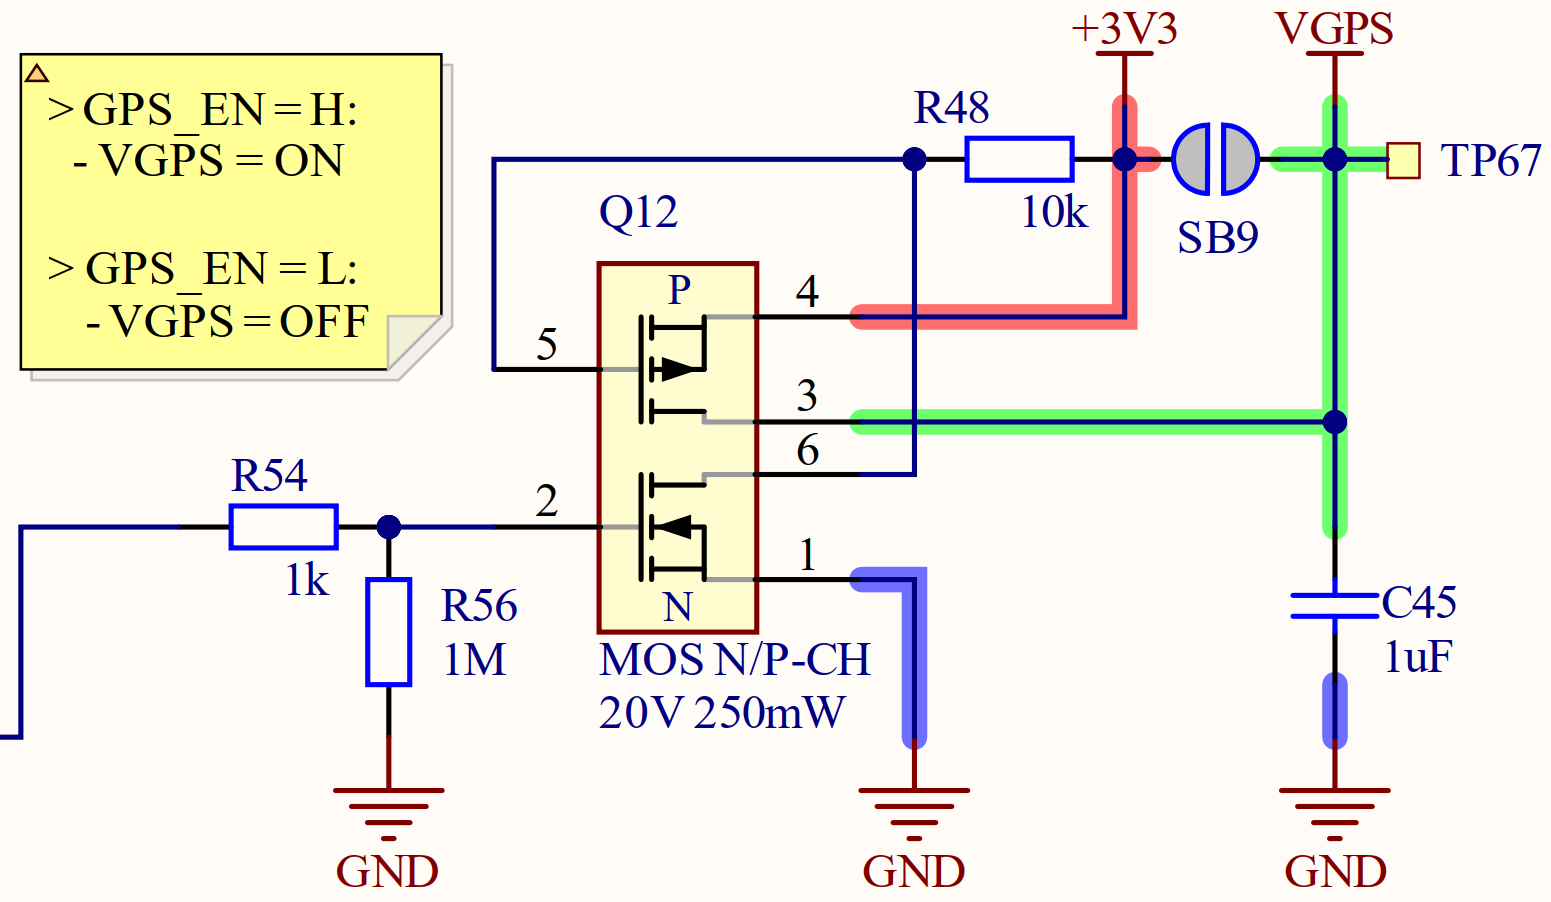 +3V3
VGPS
> GPS_EN = H:
- VGPS = ON
> GPS_EN = L:
- VGPS = OFF
R48
10k
SB9
TP67
Q12
P
4
5
3
6
2
1
N
MOS N/P-CH
20V 250mW
R54
1k
R56
1M
C45
1uF
GND
GND
GND